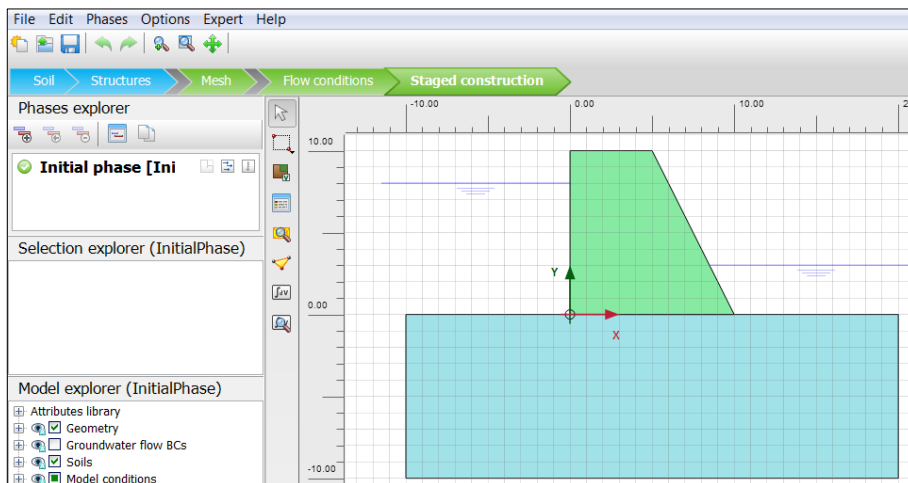 File Edit Phases Options Expert Help
Soil Structures Mesh Flow conditions Staged construction
Phases explorer
Initial phase [Ini
Selection explorer (InitialPhase)
Model explorer (InitialPhase)
Attributes library
Geometry
Groundwater flow BCs
Soils
Model conditions
-10.00 0.00 10.00 2
10.00
0.00
-10.00
Y
X